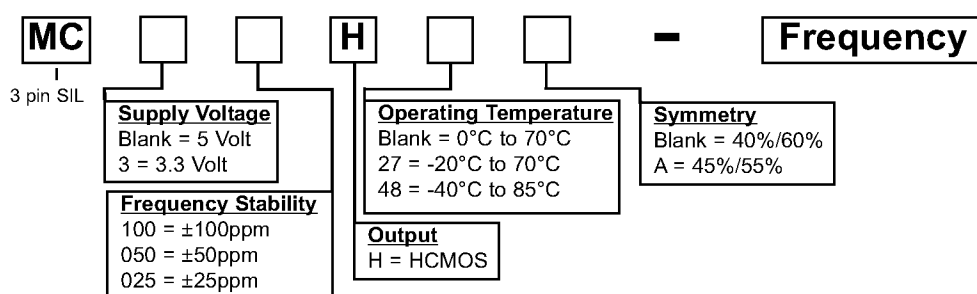 MC H - Frequency
3 pin SIL
Supply Voltage
Blank = 5 Volt
3 = 3.3 Volt
Frequency Stability
100 = ±100ppm
050 = ±50ppm
025 = ±25ppm
Output
H = HCMOS
Operating Temperature
Blank = 0°C to 70°C
27 = -20°C to 70°C
48 = -40°C to 85°C
Symmetry
Blank = 40%/60%
A = 45%/55%